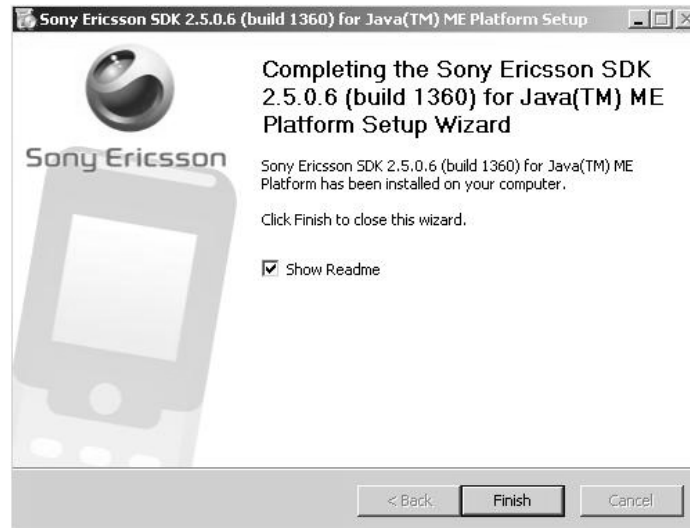 Sony Ericsson SDK 2.5.0.6 (build 1360) for Java(TM) ME Platform Setup
Completing the Sony Ericsson SDK
2.5.0.6 (build 1360) for Java(TM) ME
Platform Setup Wizard
Sony Ericsson
Sony Ericsson SDK 2.5.0.6 (build 1360) for Java(TM) ME
Platform has been installed on your computer.
Click Finish to close this wizard.
Show Readme
< Back
Finish
Cancel